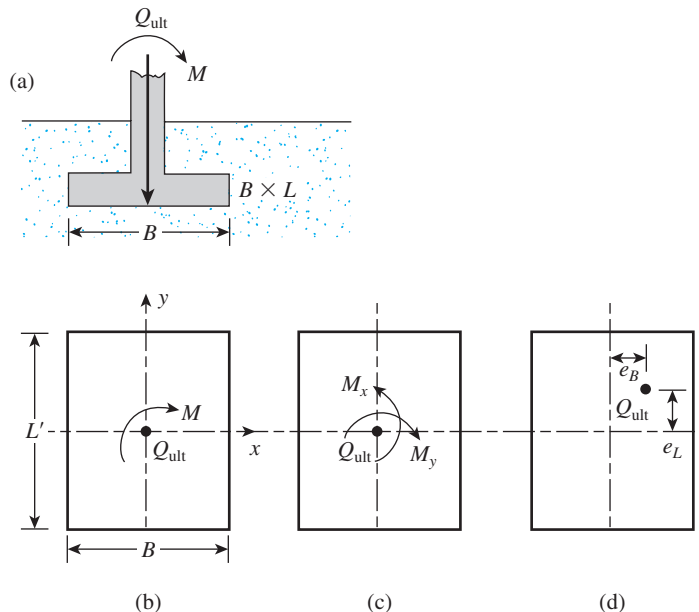 Q_ult
M
(a)
B × L
B
y
M
M_x
e_B
L′
Q_ult
x
Q_ult
M_y
Q_ult
e_L
B
(b)
(c)
(d)